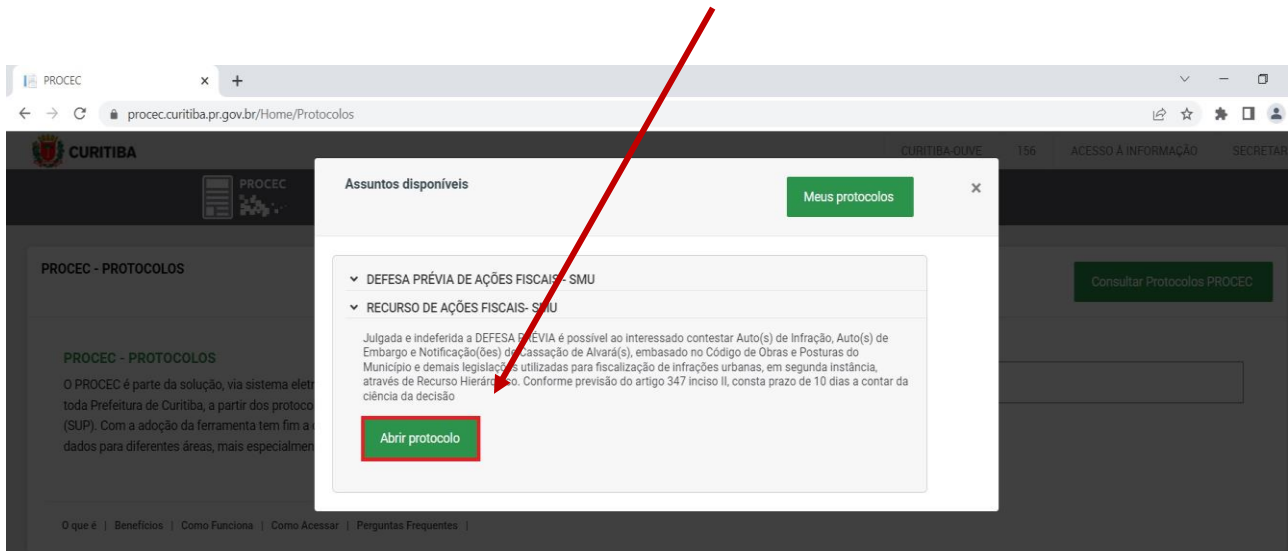 PROCEC
procec.curitiba.pr.gov.br/Home/Protocolos
CURITIBA
CURITIBA-OUVE 156 ACESSO À INFORMAÇÃO SECRETAR
PROCEC
Assuntos disponíveis
Meus protocolos
PROCEC - PROTOCOLOS
Consultar Protocolos PROCEC
DEFESA PRÉVIA DE AÇÕES FISCAIS - SMU
RECURSO DE AÇÕES FISCAIS- SMU
Julgada e indeferida a DEFESA PRÉVIA é possível ao interessado contestar Auto(s) de Infração, Auto(s) de
Embargo e Notificação(ões) de Cassação de Alvará(s), embasado no Código de Obras e Posturas do
Município e demais legislações utilizadas para fiscalização de infrações urbanas, em segunda instância,
através de Recurso Hierárquico. Conforme previsão do artigo 347 inciso II, consta prazo de 10 dias a contar da
ciência da decisão
Abrir protocolo
PROCEC - PROTOCOLOS
O PROCEC é parte da solução, via sistema eletr
toda Prefeitura de Curitiba, a partir dos protoco
(SUP). Com a adoção da ferramenta tem fim a
dados para diferentes áreas, mais especialmen
O que é | Benefícios | Como Funciona | Como Acessar | Perguntas Frequentes |